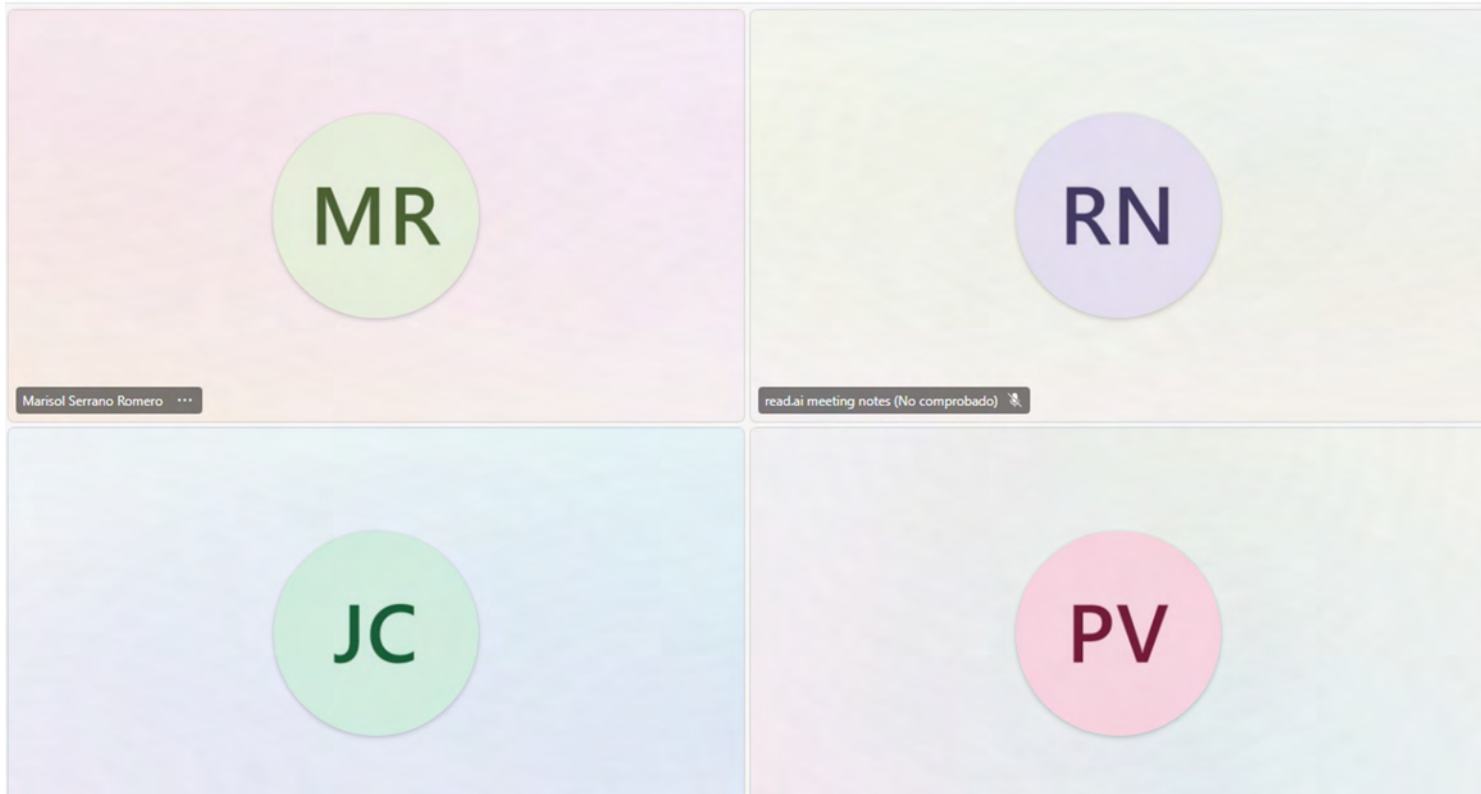 MR
RN
Marisol Serrano Romero ···
read.ai meeting notes (No comprobado)
JC
PV